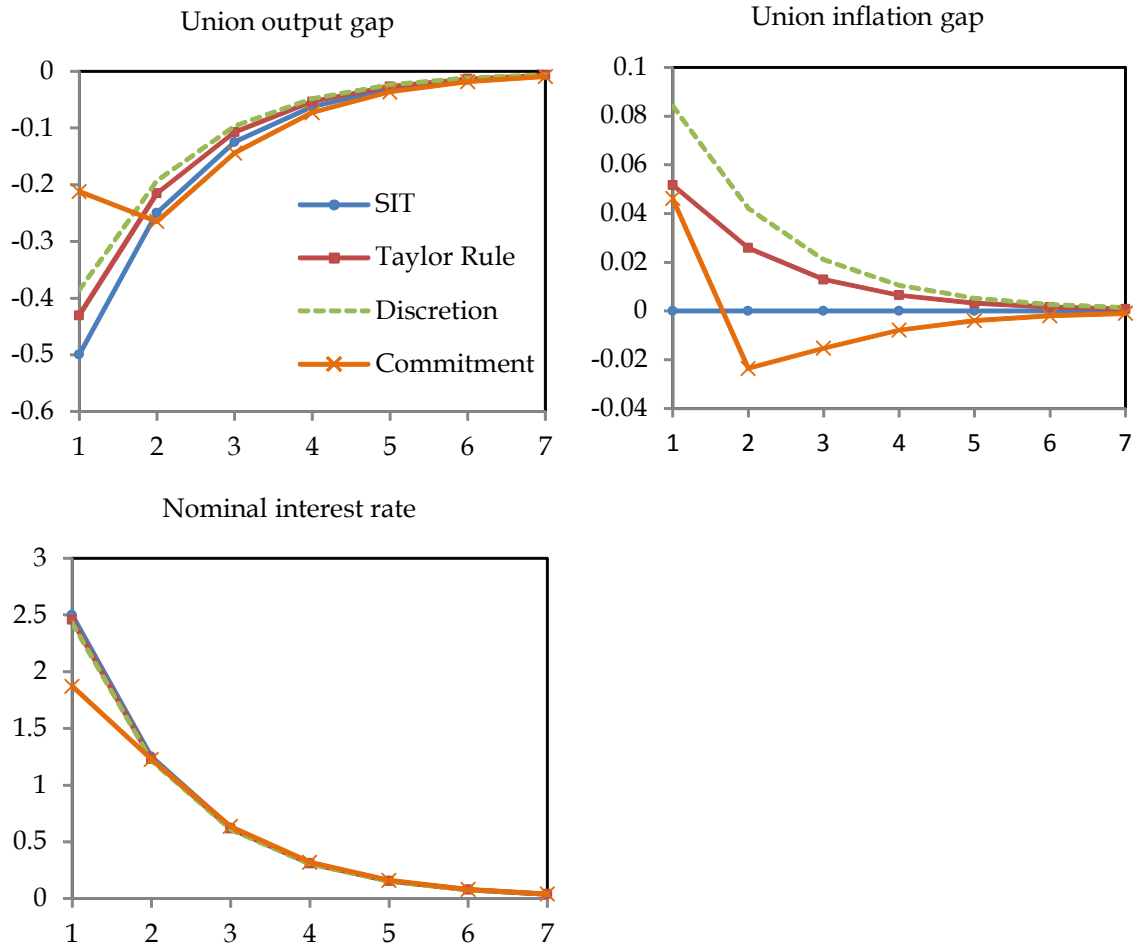 Union output gap
0
-0.1
-0.2
-0.3
-0.4
-0.5
-0.6
1 2 3 4 5 6 7
SIT
Taylor Rule
Discretion
Commitment
Union inflation gap
0.1
0.08
0.06
0.04
0.02
0
-0.02
-0.04
1 2 3 4 5 6 7
Nominal interest rate
3
2.5
2
1.5
1
0.5
0
1 2 3 4 5 6 7